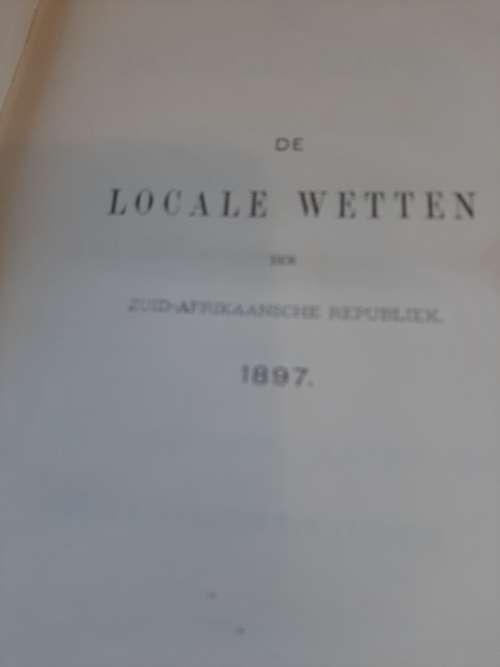 DE
LOCALE WETTEN
DER
ZUID-AFRIKAANSCHE REPUBLIEK.
1897.